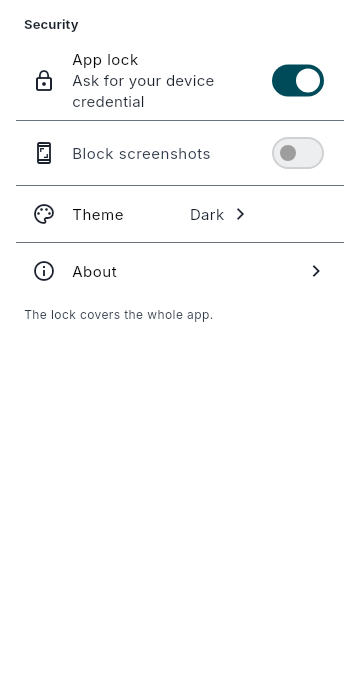 Security
App lock
Ask for your device
credential
Block screenshots
Theme
Dark
About
The lock covers the whole app.